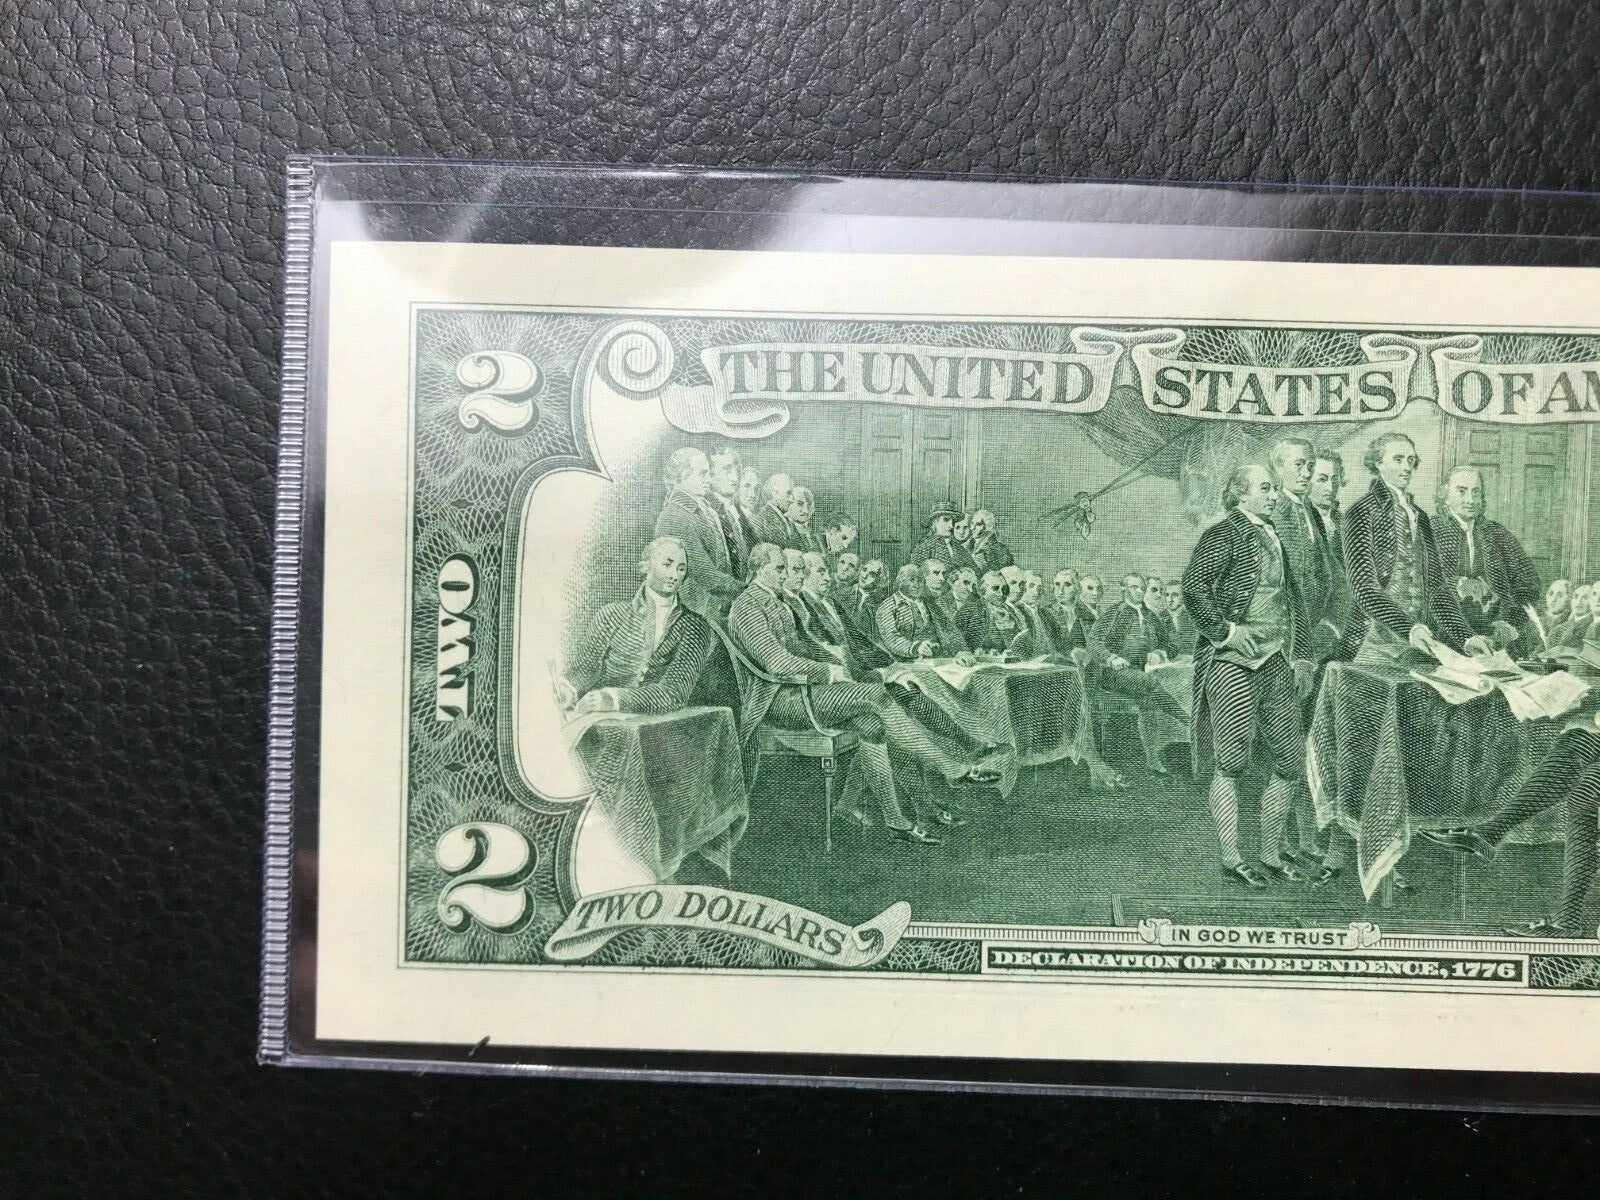 2
THE UNITED STATES OF AM
TWO
2
TWO DOLLARS
IN GOD WE TRUST
DECLARATION OF INDEPENDENCE, 1776